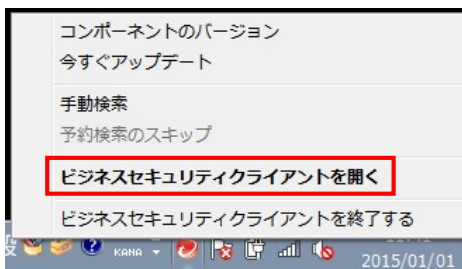 コンポーネントのバージョン
今すぐアップデート
手動検索
予約検索のスキップ
ビジネスセキュリティクライアントを開く
ビジネスセキュリティクライアントを終了する
KANA
2015/01/01